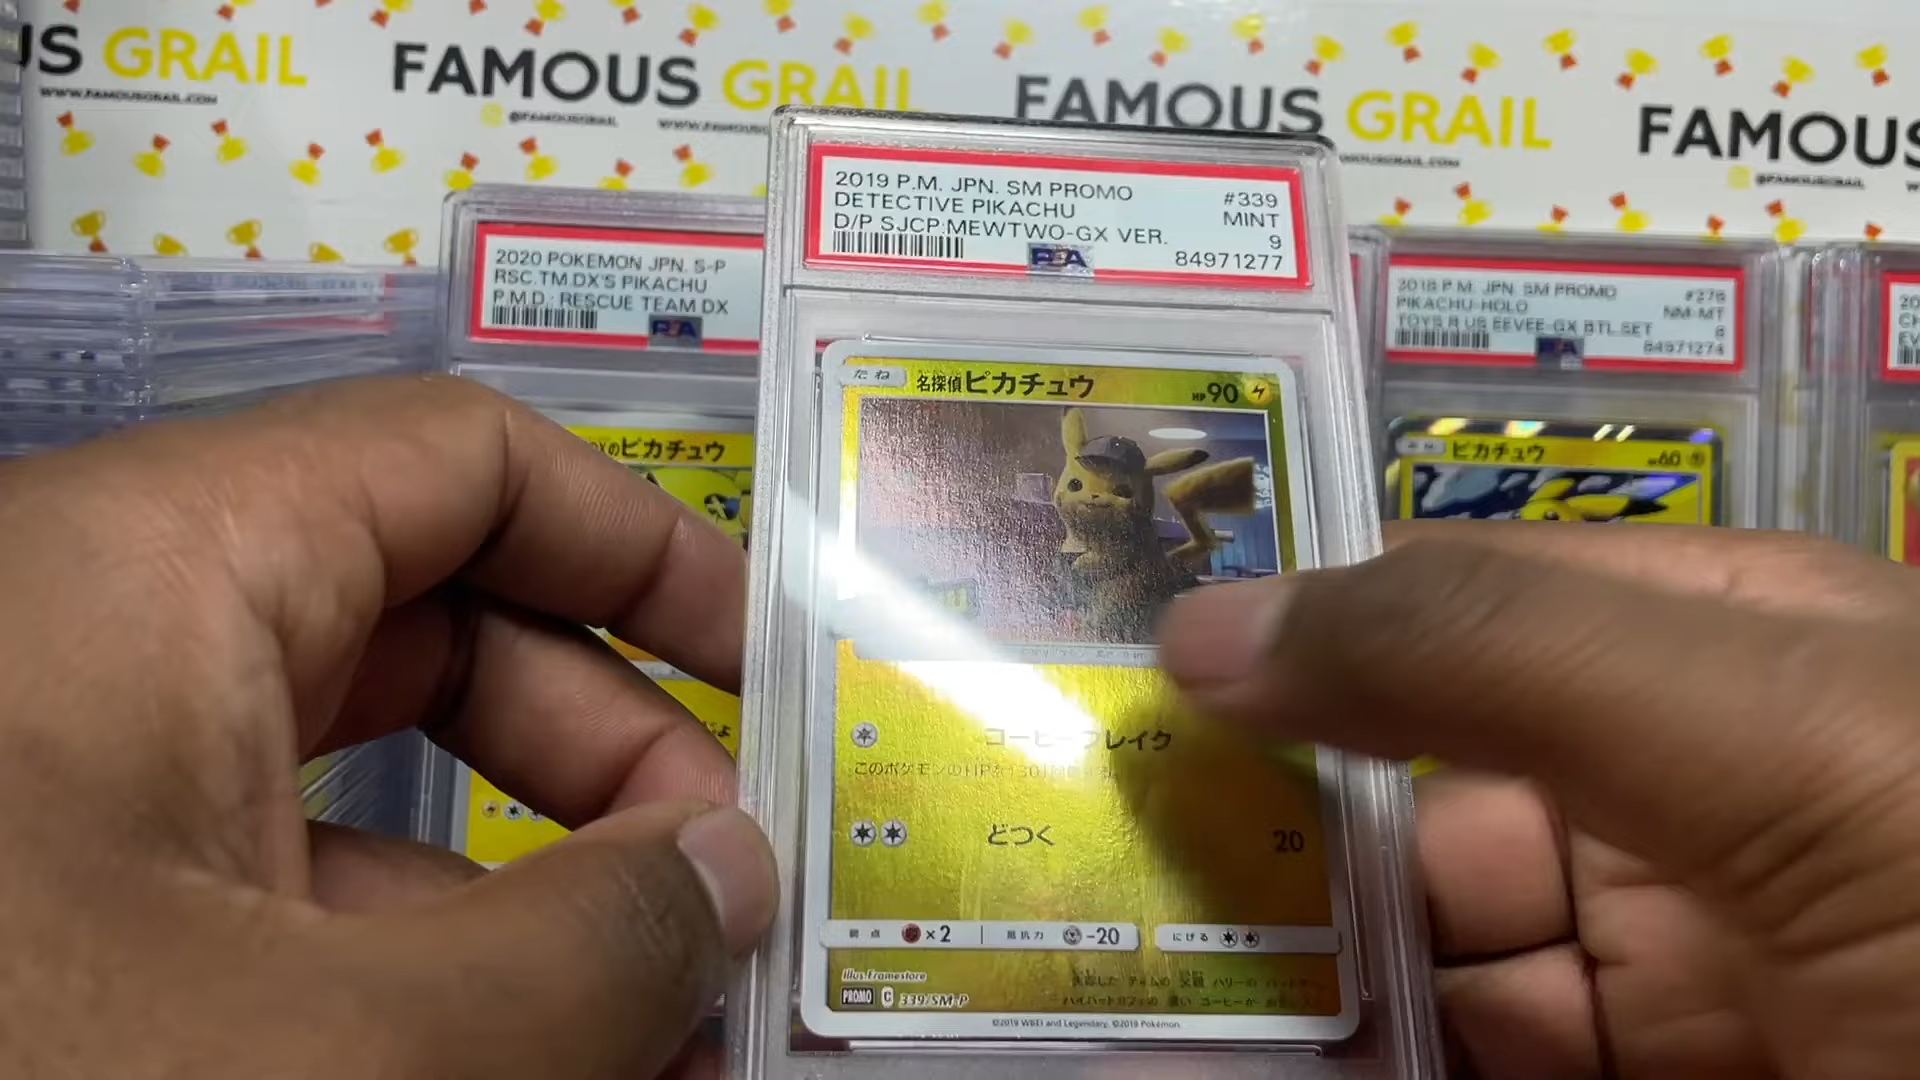 US GRAIL
WWW.FAMOUSGRAIL.COM
FAMOUS GRAIL
@FAMOUSGRAIL
FAMOUS GRAIL
FAMOUS
@FAMOUSGRAIL
2019 P.M. JPN. SM PROMO #339
DETECTIVE PIKACHU MINT
D/P SJCP:MEWTWO-GX VER. 9
PSA 84971277
2020 POKEMON JPN. S-P
RSC.TM.DX'S PIKACHU
P.M.D.: RESCUE TEAM DX
PSA
2018 P.M. JPN. SM PROMO #276
PIKACHU-HOLO NM-MT
TOYS R US EEVEE-GX BTL.SET 8
PSA 84971274
たね 名探偵ピカチュウ HP90
のピカチュウ
ピカチュウ 60
コーヒーブレイク
このポケモンのHPを「30」回復する。
どつく 20
弱点 ×2 抵抗力 -20 にげる
Illus.Framestore
PROMO C 339/SM-P
©2019 WBEI and Legendary. ©2019 Pokémon.